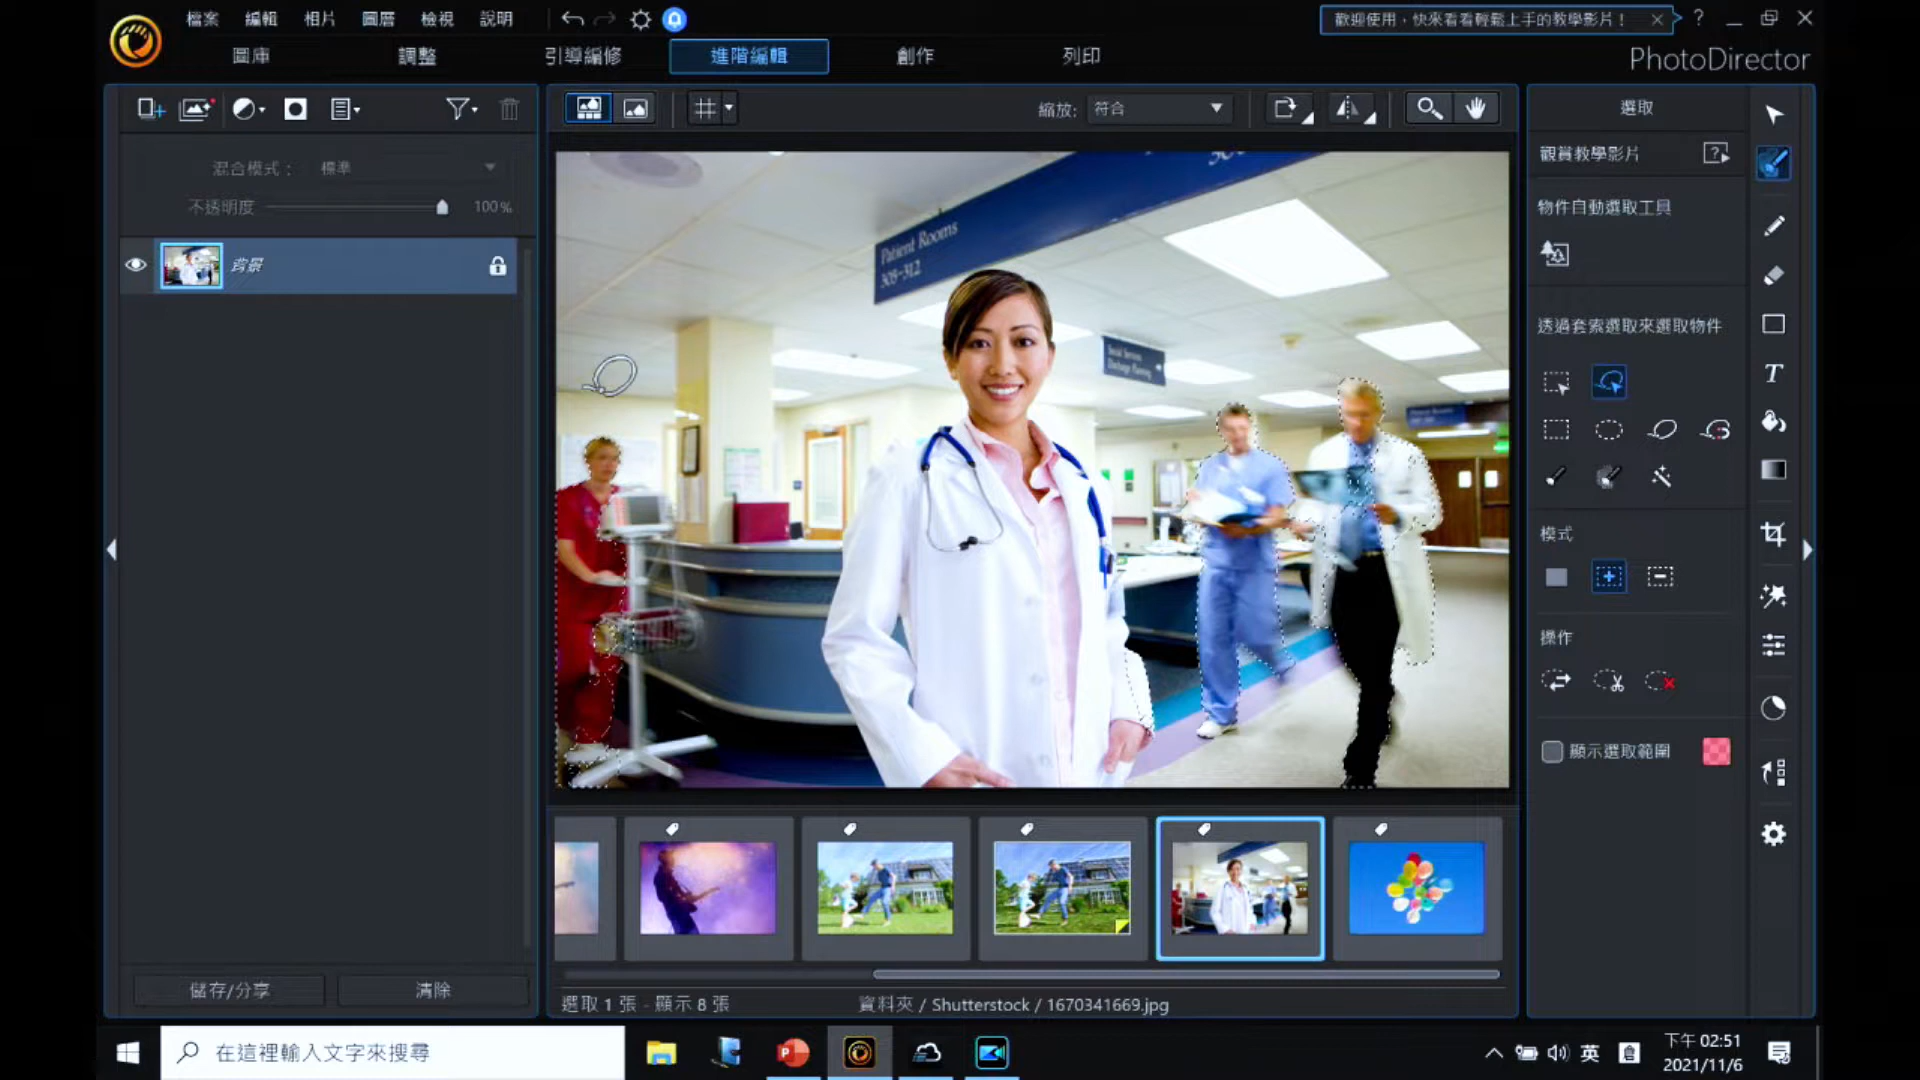 檔案 編輯 相片 圖層 檢視 說明
歡迎使用，快來看看輕鬆上手的教學影片！
圖庫 調整 引導編修 進階編輯 創作 列印
PhotoDirector
縮放: 符合
選取
觀賞教學影片
混合模式： 標準
不透明度 100%
物件自動選取工具
背景
Patient Rooms
309-312
透過套索選取來選取物件
模式
操作
顯示選取範圍
儲存/分享 清除
選取 1 張 - 顯示 8 張
資料夾 / Shutterstock / 1670341669.jpg
在這裡輸入文字來搜尋
英
下午 02:51
2021/11/6